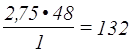 2,75 • 48
1
= 132